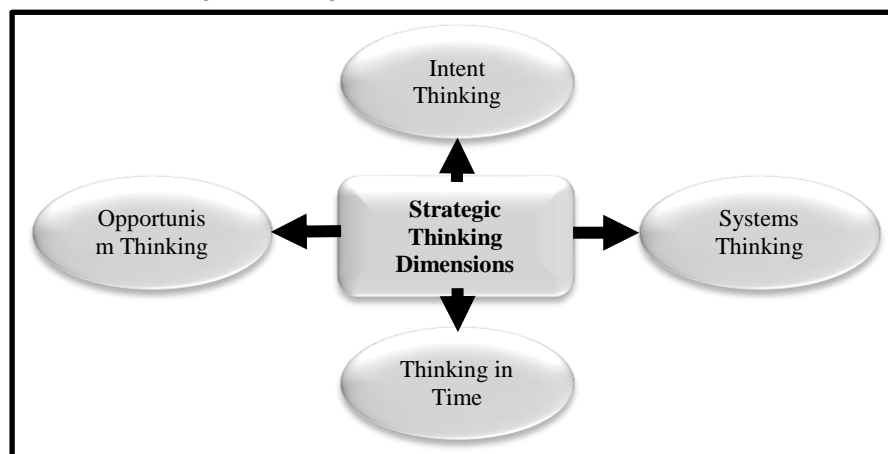 Intent
Thinking
Opportunis
m Thinking
Strategic
Thinking
Dimensions
Systems
Thinking
Thinking in
Time